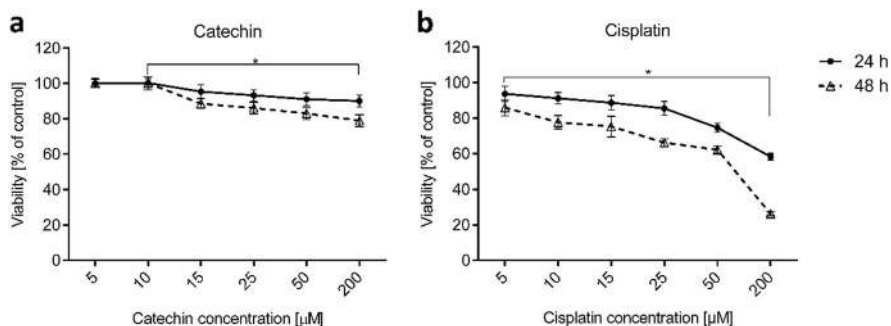 a
Catechin
*
120
100
80
60
40
20
0
Viability [% of control]
5
10
15
25
50
200
Catechin concentration [µM]
b
Cisplatin
*
120
100
80
60
40
20
0
Viability [% of control]
5
10
15
25
50
200
Cisplatin concentration [µM]
24 h
48 h